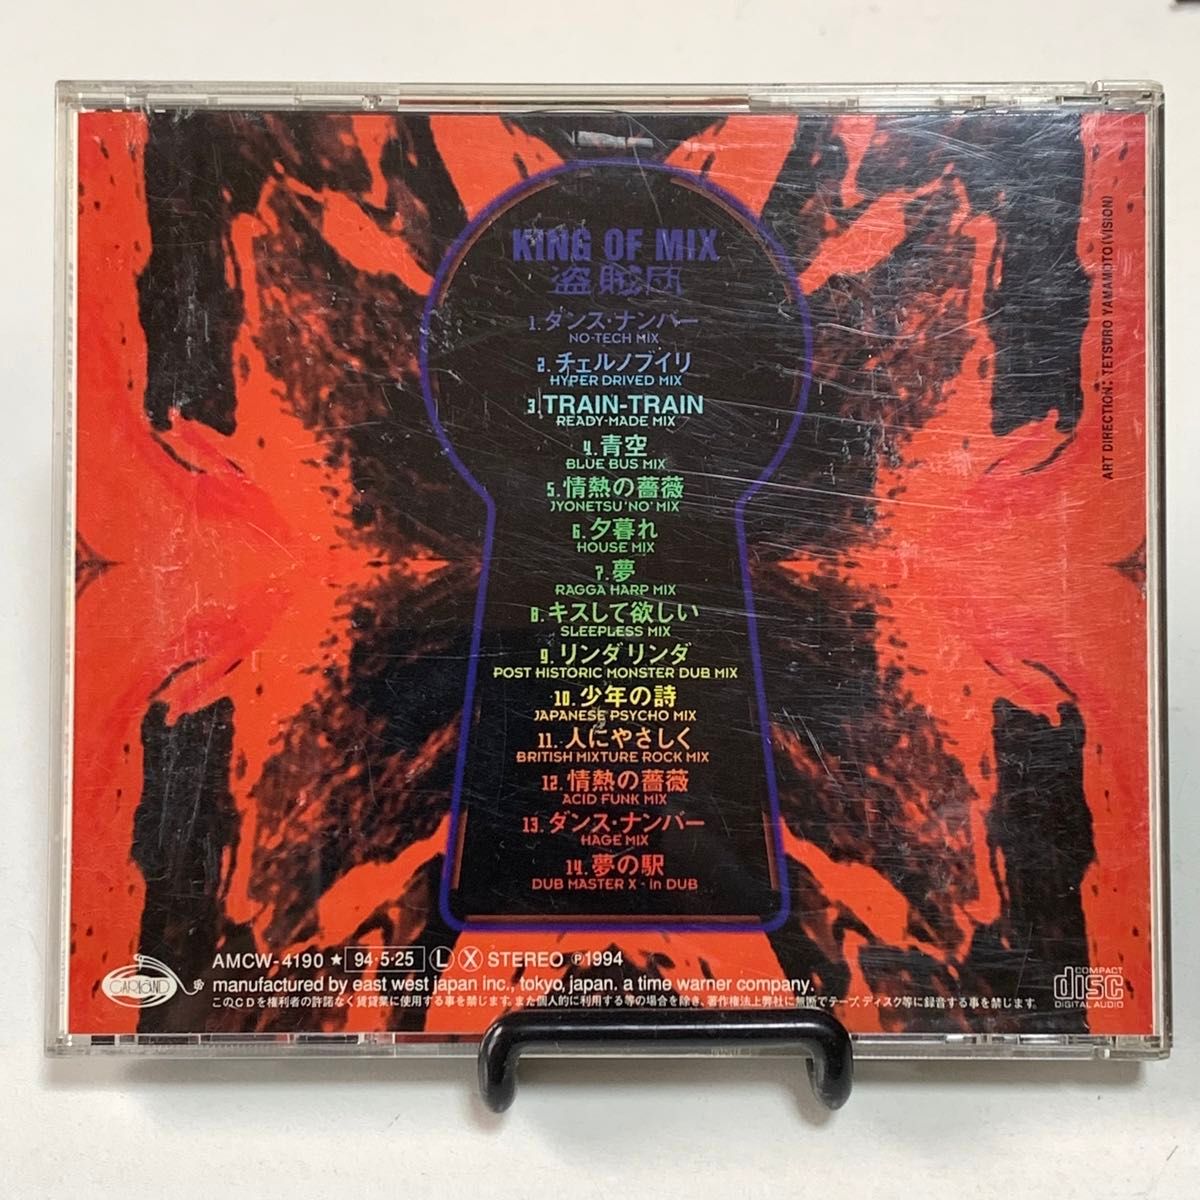 KING OF MIX
盗賊団
1. ダンス・ナンバー
NO-TECH MIX
2. チェルノブイリ
HYPER DRIVED MIX
3. TRAIN-TRAIN
READY-MADE MIX
4. 青空
BLUE BUS MIX
5. 情熱の薔薇
JYONETSU'NO' MIX
6. 夕暮れ
HOUSE MIX
7. 夢
RAGGA HARP MIX
8. キスして欲しい
SLEEPLESS MIX
9. リンダリンダ
POST HISTORIC MONSTER DUB MIX
10. 少年の詩
JAPANESE PSYCHO MIX
11. 人にやさしく
BRITISH MIXTURE ROCK MIX
12. 情熱の薔薇
ACID FUNK MIX
13. ダンス・ナンバー
HAGE MIX
14. 夢の駅
DUB MASTER X - in DUB
ART DIRECTION: TETSURO YAMAMOTO (VISION)
GARLAND
AMCW-4190 ★ 94・5・25 L X STEREO Ⓟ1994
manufactured by east west japan inc., tokyo, japan. a time warner company.
このCDを権利者の許諾なく賃貸業に使用する事を禁じます。また個人的に利用する等の場合を除き、著作権法上弊社に無断でテープ、ディスク等に録音する事を禁じます。
COMPACT
disc
DIGITAL AUDIO